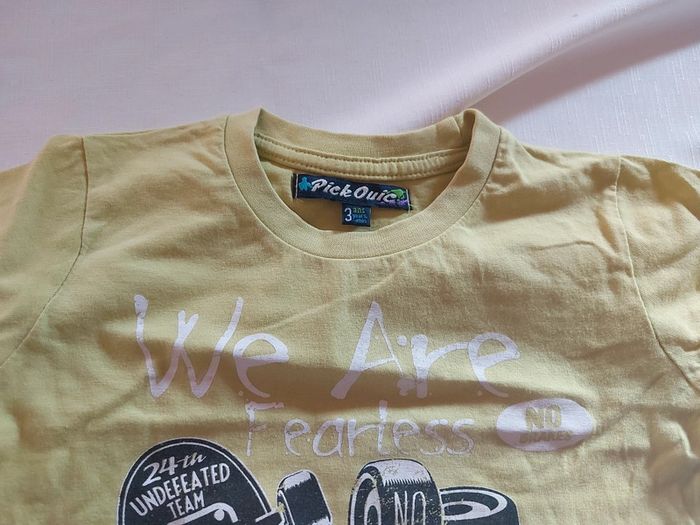 PickOuic
3 ans
We Are
Fearless
NO
24th
UNDEFEATED
TEAM
NO